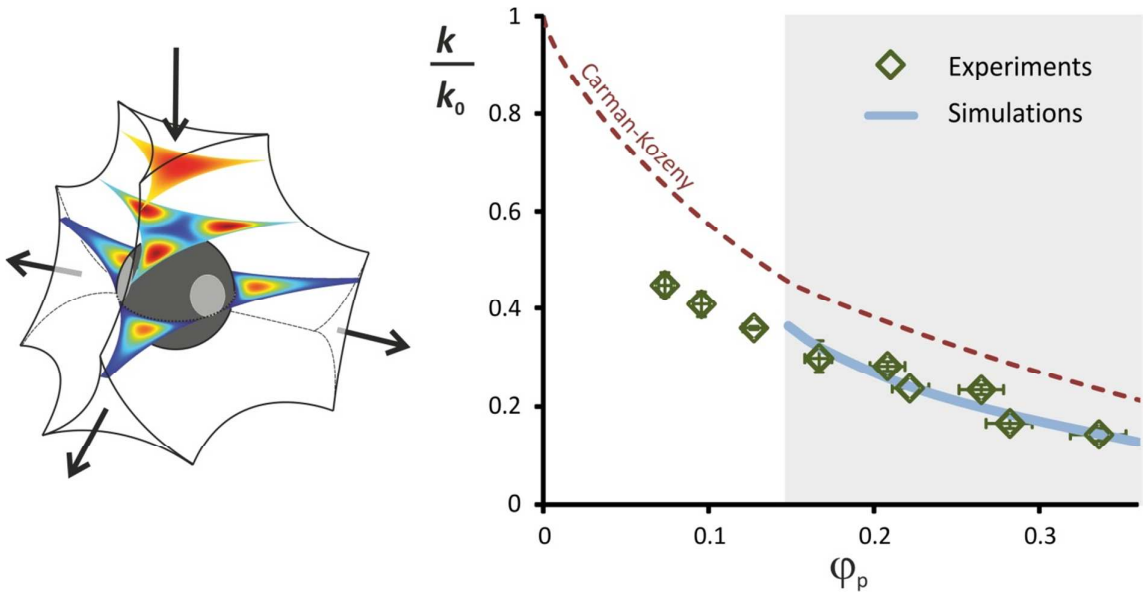 k
k₀
1
0.8
0.6
0.4
0.2
0
Carman-Kozeny
Experiments
Simulations
0
0.1
0.2
0.3
φp